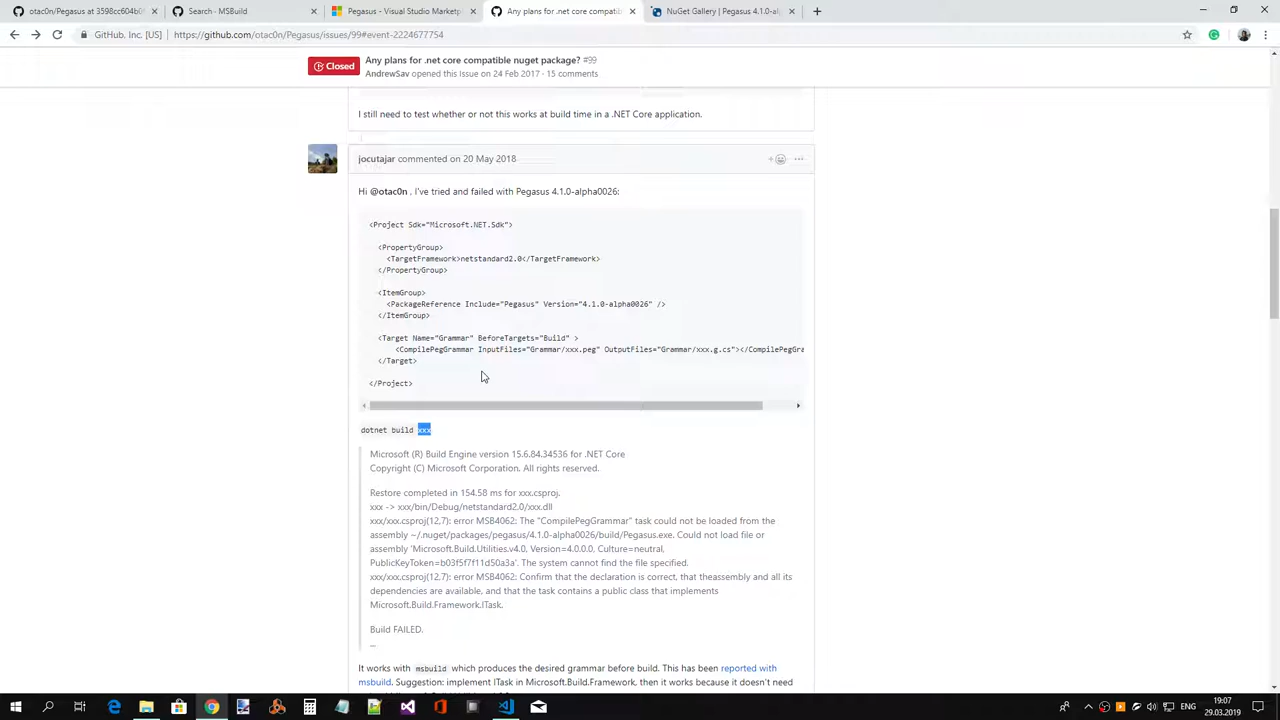 otac0n/Pegasus at 3598c604b0
Search - MSBuild
Pegasus - Visual Studio Marketpl
Any plans for .net core compatib
NuGet Gallery | Pegasus 4.1.0-al
GitHub, Inc. [US]
https://github.com/otac0n/Pegasus/issues/99#event-2224677754
Closed
Any plans for .net core compatible nuget package? #99
AndrewSav opened this Issue on 24 Feb 2017 · 15 comments
I still need to test whether or not this works at build time in a .NET Core application.
jocutajar commented on 20 May 2018
Hi @otac0n . I've tried and failed with Pegasus 4.1.0-alpha0026:
<Project Sdk="Microsoft.NET.Sdk">
<PropertyGroup>
<TargetFramework>netstandard2.0</TargetFramework>
</PropertyGroup>
<ItemGroup>
<PackageReference Include="Pegasus" Version="4.1.0-alpha0026" />
</ItemGroup>
<Target Name="Grammar" BeforeTargets="Build" >
<CompilePegGrammar InputFiles="Grammar/xxx.peg" OutputFiles="Grammar/xxx.g.cs"></CompilePegGra
</Target>
</Project>
dotnet build xxx
Microsoft (R) Build Engine version 15.6.84.34536 for .NET Core
Copyright (C) Microsoft Corporation. All rights reserved.
Restore completed in 154.58 ms for xxx.csproj.
xxx -> xxx/bin/Debug/netstandard2.0/xxx.dll
xxx/xxx.csproj(12,7): error MSB4062: The "CompilePegGrammar" task could not be loaded from the
assembly ~/.nuget/packages/pegasus/4.1.0-alpha0026/build/Pegasus.exe. Could not load file or
assembly 'Microsoft.Build.Utilities.v4.0, Version=4.0.0.0, Culture=neutral,
PublicKeyToken=b03f5f7f11d50a3a'. The system cannot find the file specified.
xxx/xxx.csproj(12,7): error MSB4062: Confirm that the declaration is correct, that theassembly and all its
dependencies are available, and that the task contains a public class that implements
Microsoft.Build.Framework.ITask.
Build FAILED.
It works with msbuild which produces the desired grammar before build. This has been reported with
msbuild. Suggestion: implement ITask in Microsoft.Build.Framework, then it works because it doesn't need
ENG
19:07
29.03.2019